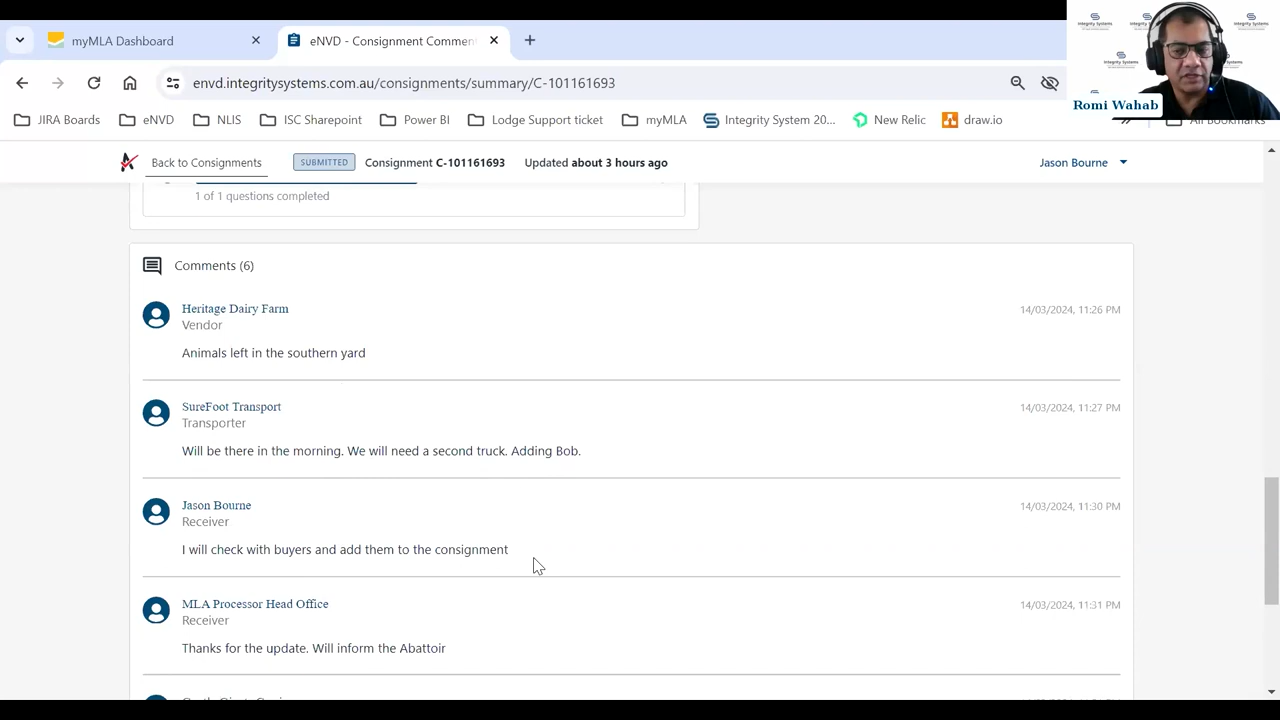 myMLA Dashboard
eNVD - Consignment Comment
envd.integritysystems.com.au/consignments/summary/C-101161693
JIRA Boards
eNVD
NLIS
ISC Sharepoint
Power BI
Lodge Support ticket
myMLA
Integrity System 20...
New Relic
draw.io
All Bookmarks
Integrity Systems
Romi Wahab
Back to Consignments
SUBMITTED
Consignment C-101161693
Updated about 3 hours ago
Jason Bourne
1 of 1 questions completed
Comments (6)
Heritage Dairy Farm
14/03/2024, 11:26 PM
Vendor
Animals left in the southern yard
SureFoot Transport
14/03/2024, 11:27 PM
Transporter
Will be there in the morning. We will need a second truck. Adding Bob.
Jason Bourne
14/03/2024, 11:30 PM
Receiver
I will check with buyers and add them to the consignment
MLA Processor Head Office
14/03/2024, 11:31 PM
Receiver
Thanks for the update. Will inform the Abattoir